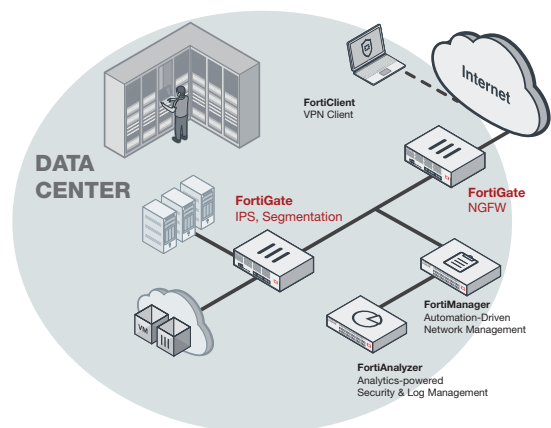 Internet
FortiClient
VPN Client
DATA
CENTER
FortiGate
IPS, Segmentation
FortiGate
NGFW
VM
FortiManager
Automation-Driven
Network Management
FortiAnalyzer
Analytics-powered
Security & Log Management